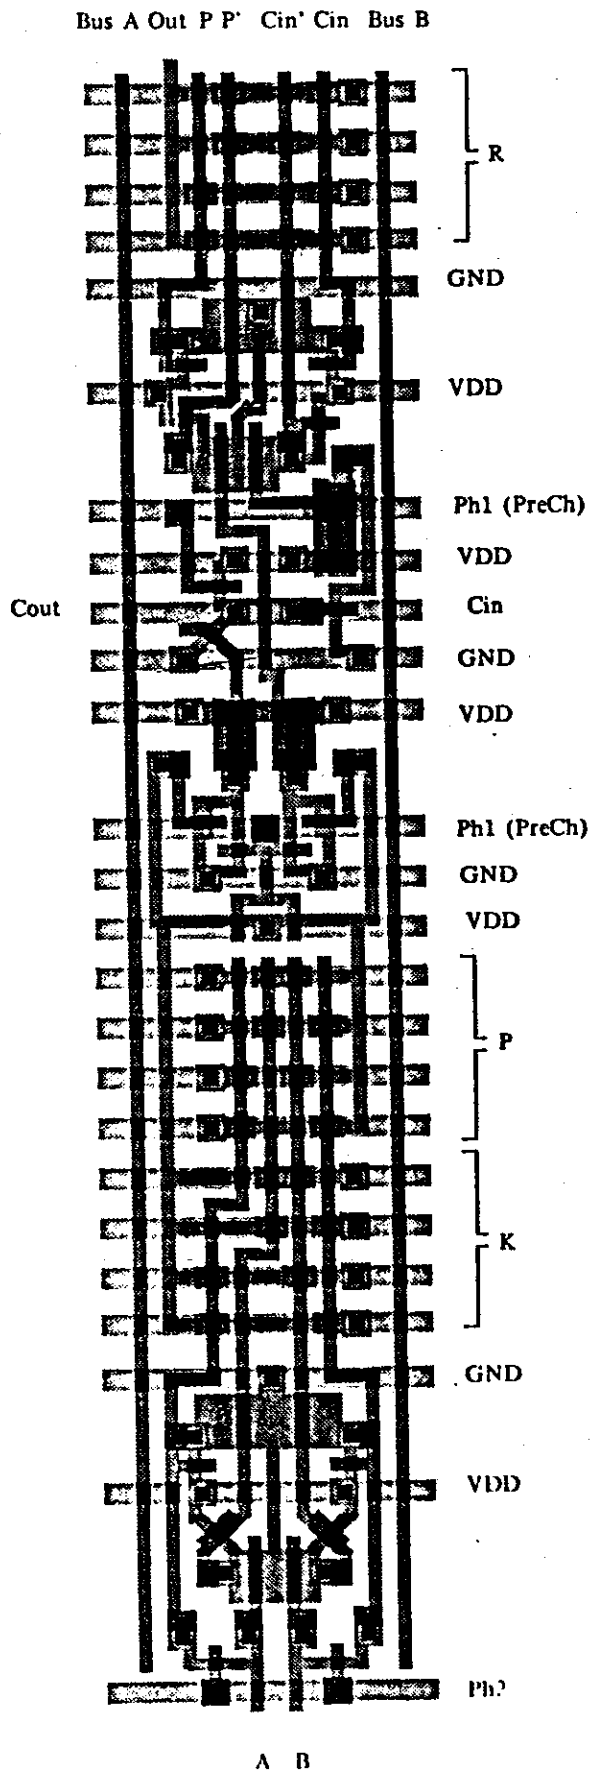 Bus A Out P P' Cin' Cin Bus B
R
GND
VDD
Ph1 (PreCh)
VDD
Cout Cin
GND
VDD
Ph1 (PreCh)
GND
VDD
P
K
GND
VDD
Ph2
A B